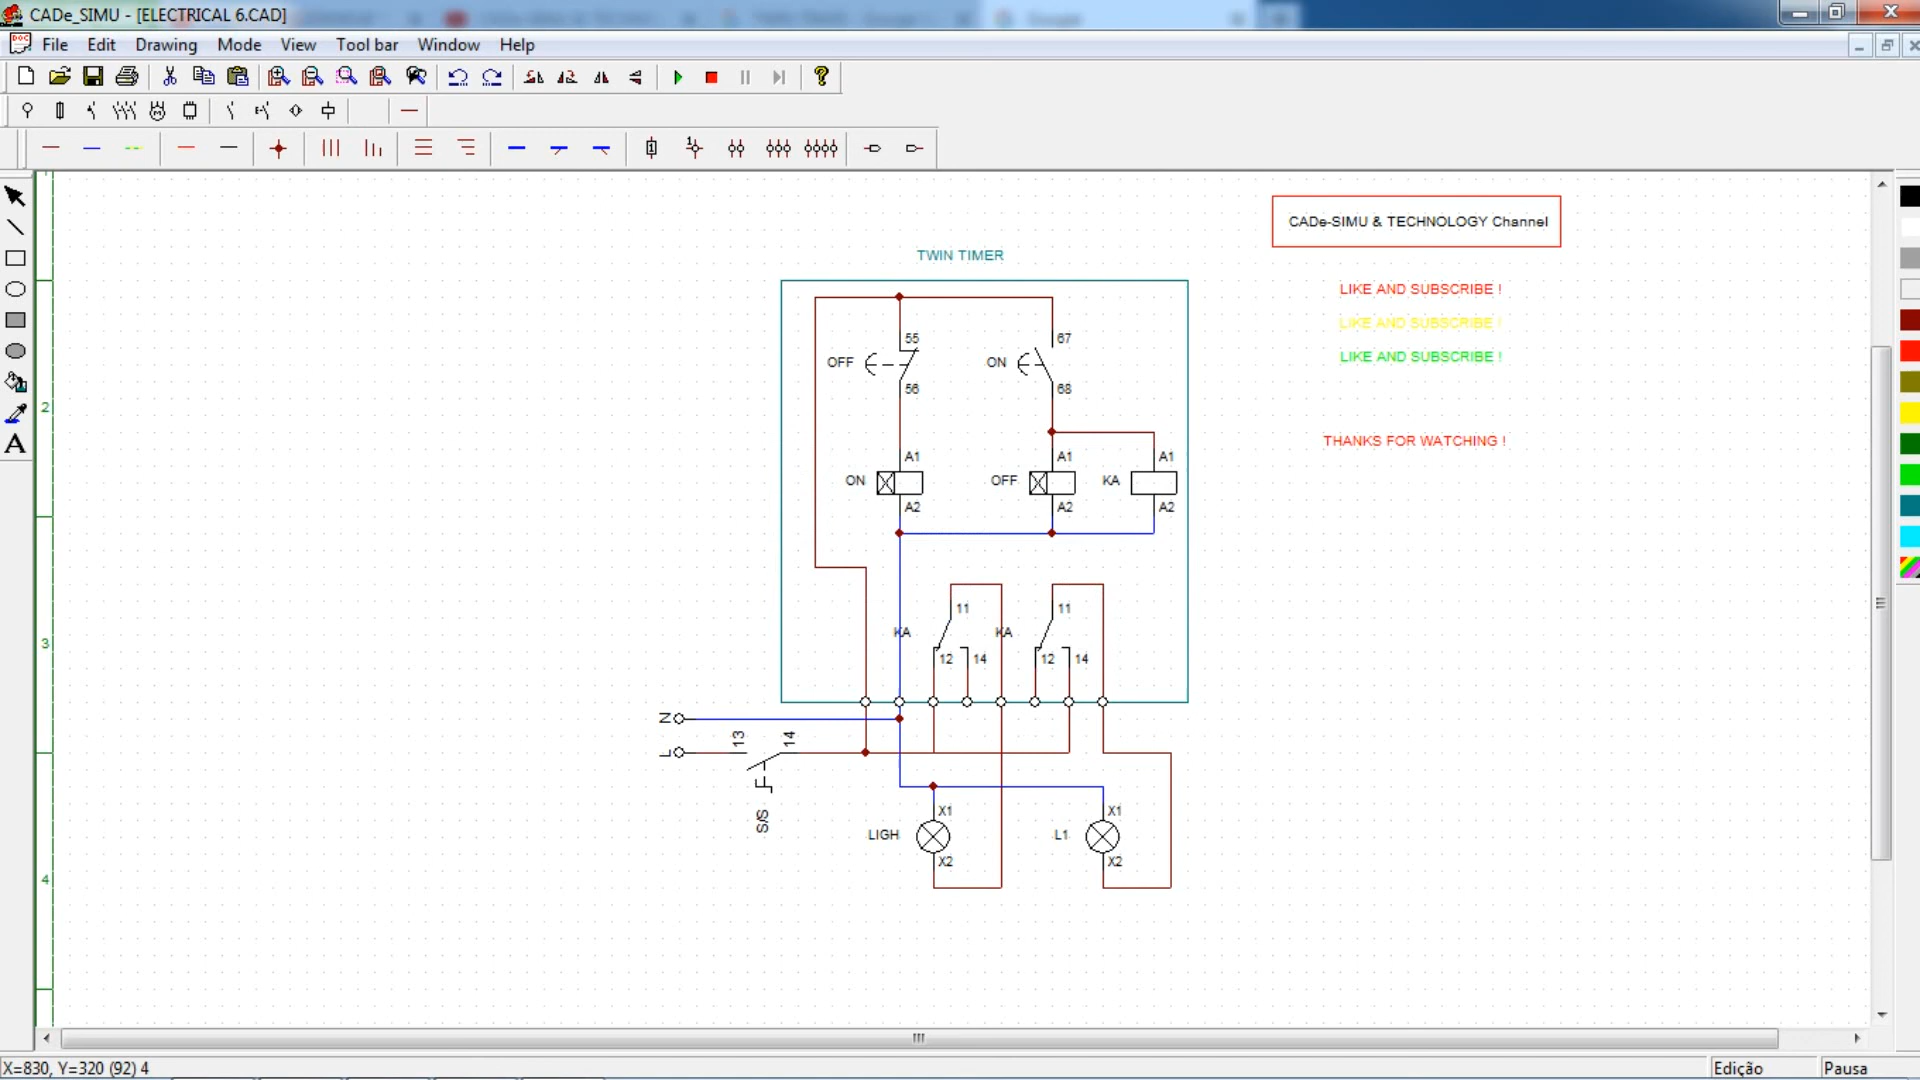 CADe_SIMU - [ELECTRICAL 6.CAD]
File Edit Drawing Mode View Tool bar Window Help
CADe-SIMU & TECHNOLOGY Channel
TWIN TIMER
LIKE AND SUBSCRIBE !
LIKE AND SUBSCRIBE !
LIKE AND SUBSCRIBE !
THANKS FOR WATCHING !
55 67
OFF ON
56 68
A1 A1 A1
ON OFF KA
A2 A2 A2
11 11
KA KA
12 14 12 14
N
13 14
L
S/S
X1 X1
LIGH L1
X2 X2
2
3
4
X=830, Y=320 (92) 4 Edição Pausa